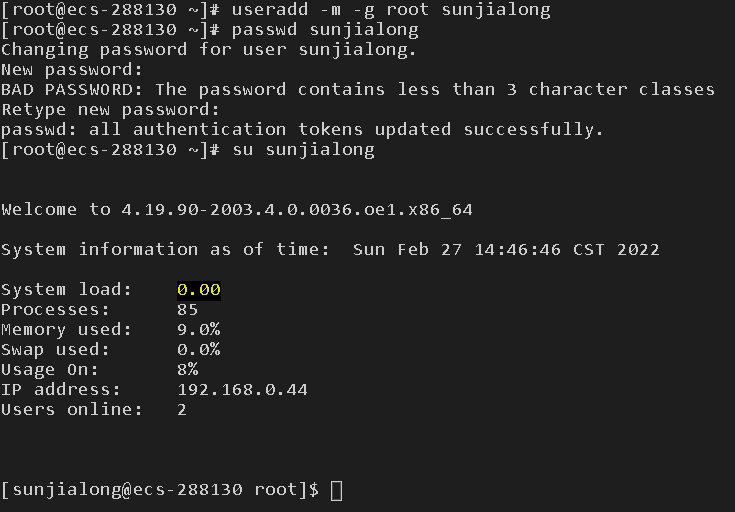 [root@ecs-288130 ~]# useradd -m -g root sunjialong
[root@ecs-288130 ~]# passwd sunjialong
Changing password for user sunjialong.
New password:
BAD PASSWORD: The password contains less than 3 character classes
Retype new password:
passwd: all authentication tokens updated successfully.
[root@ecs-288130 ~]# su sunjialong
Welcome to 4.19.90-2003.4.0.0036.oe1.x86_64
System information as of time:  Sun Feb 27 14:46:46 CST 2022
System load:    0.00
Processes:      85
Memory used:    9.0%
Swap used:      0.0%
Usage On:       8%
IP address:     192.168.0.44
Users online:   2
[sunjialong@ecs-288130 root]$